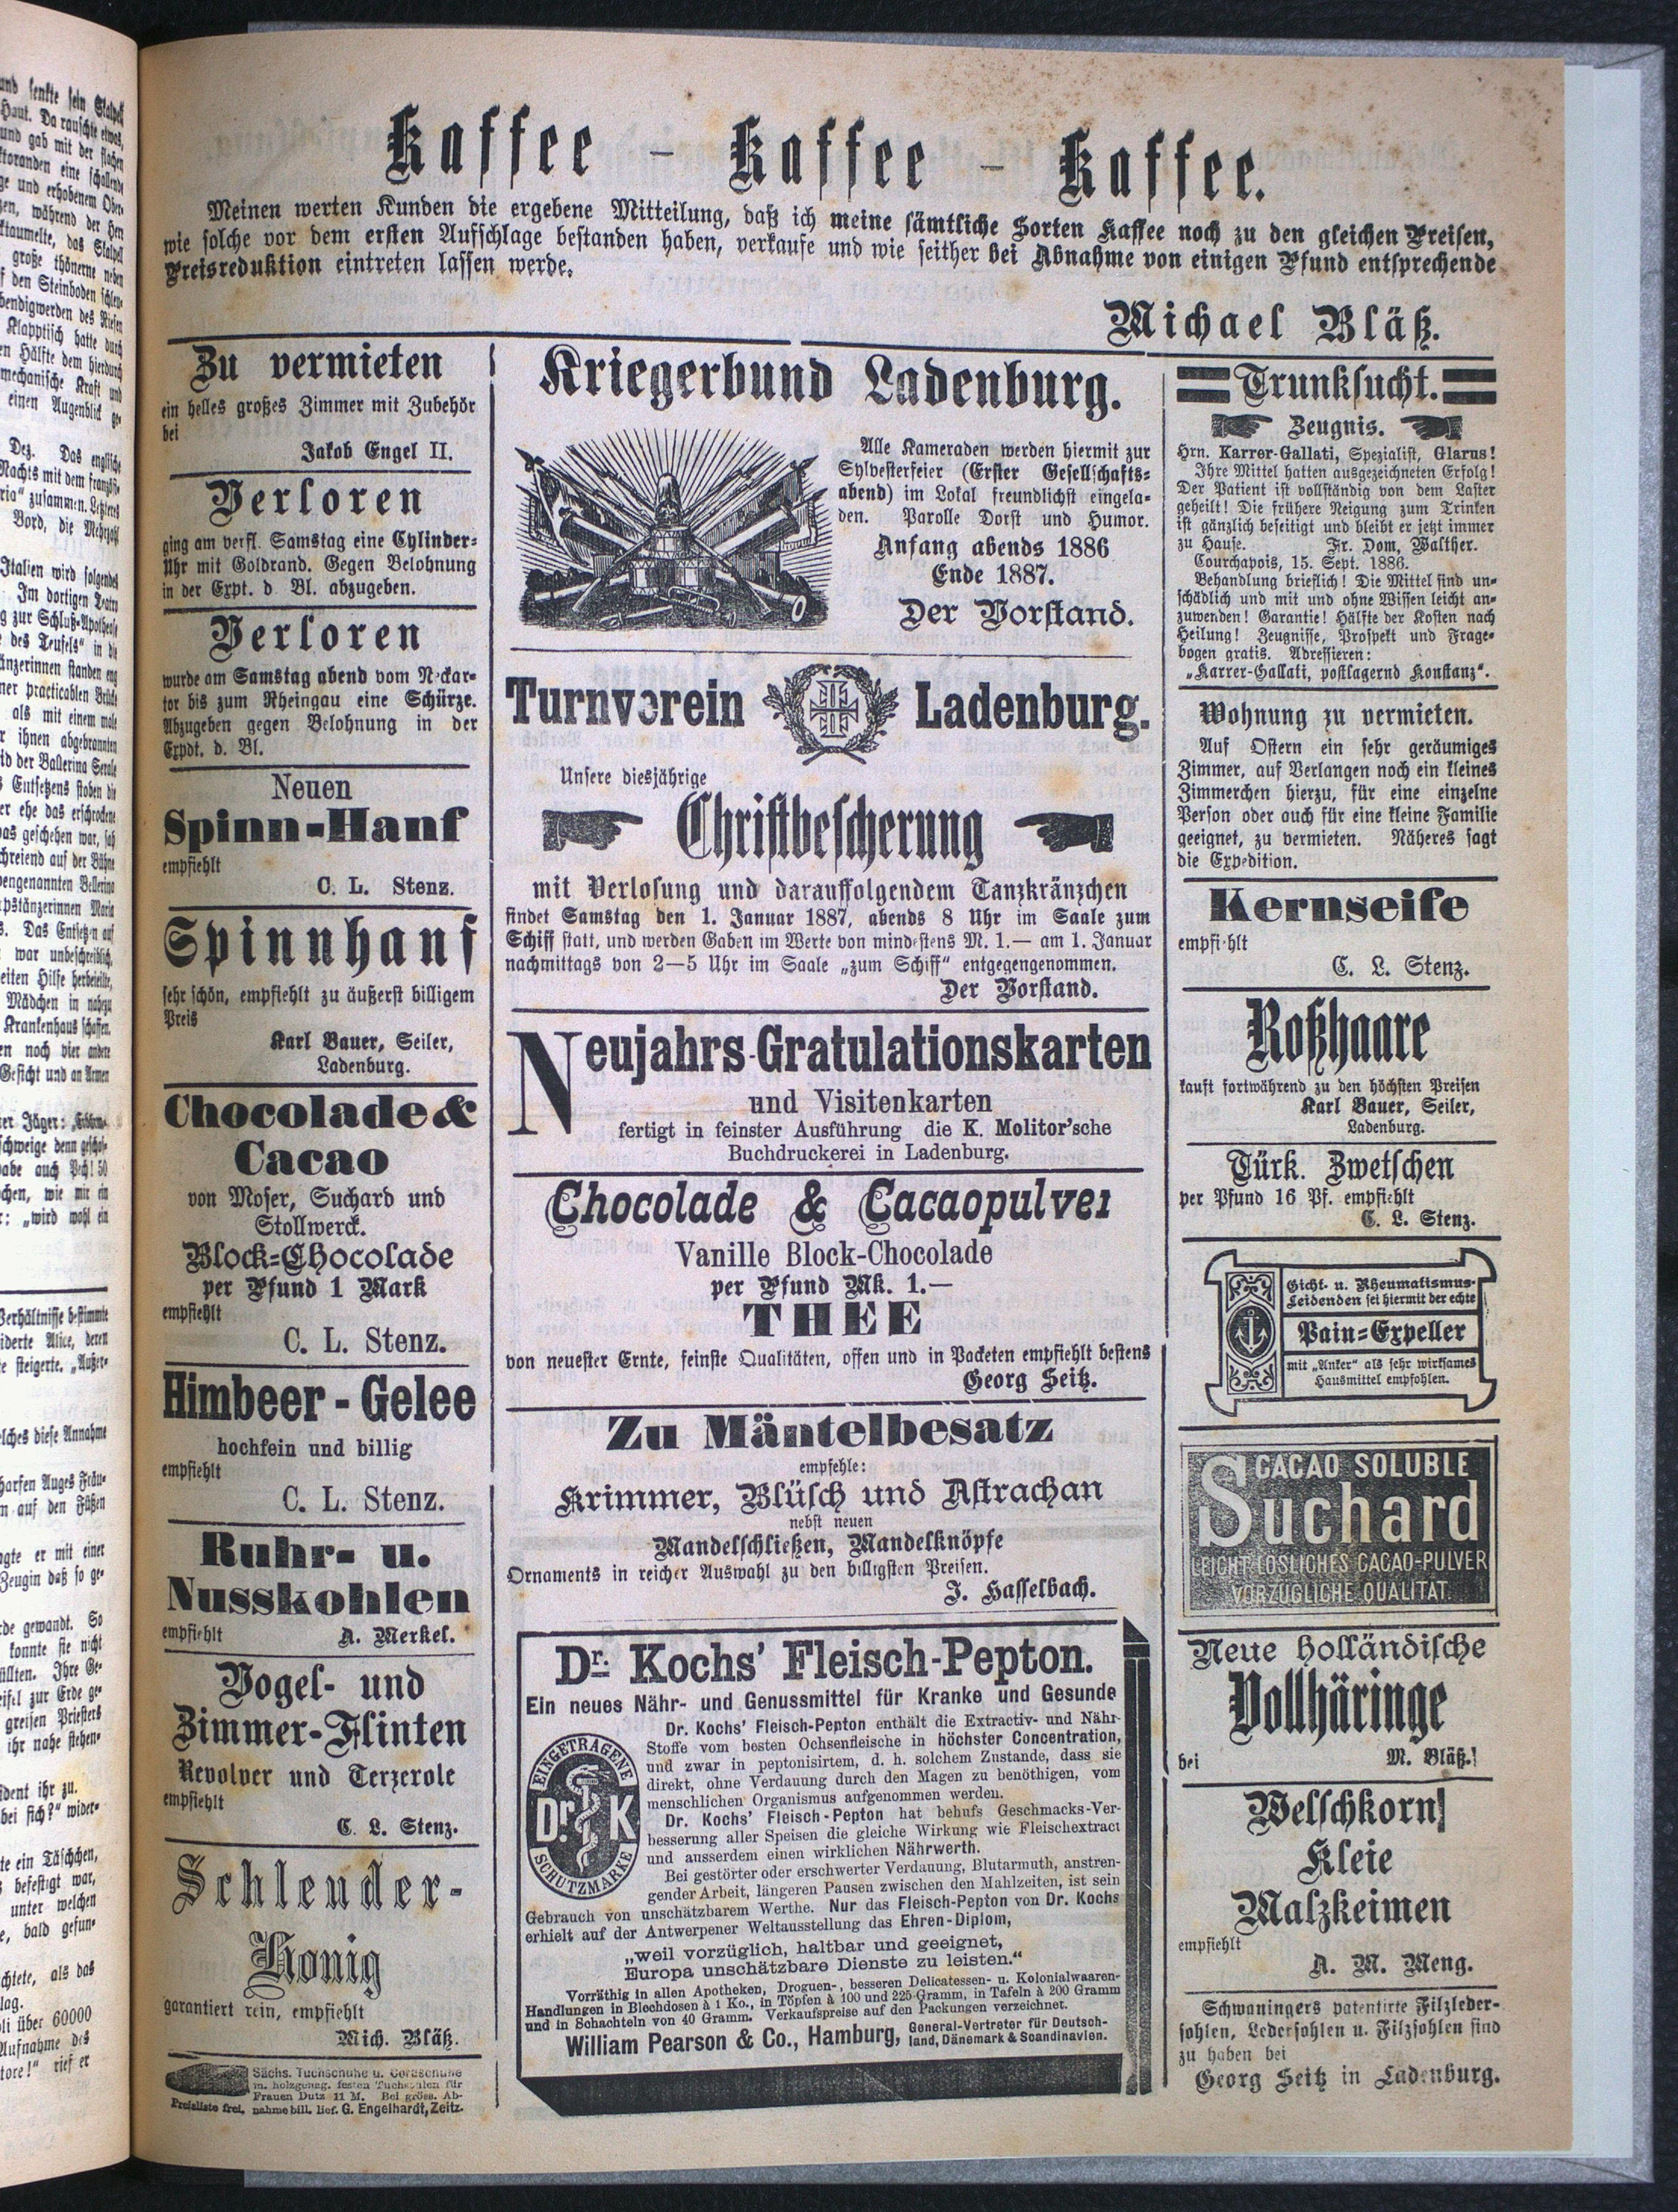 Kaffee – Kaffee – Kaffee.
Meinen werten Kunden die ergebene Mitteilung, daß ich meine sämtliche Sorten Kaffee noch zu den gleichen Preisen,
wie solche vor dem ersten Aufschlage bestanden haben, verkaufe und wie seither bei Abnahme von einigen Pfund entsprechende
Preisreduktion eintreten lassen werde.
Michael Bläß.
Zu vermieten
ein helles großes Zimmer mit Zubehör
bei
Jakob Engel II.
Verloren
ging am verfl. Samstag eine Cylinder-
Uhr mit Goldrand. Gegen Belohnung
in der Expt. d. Bl. abzugeben.
Verloren
wurde am Samstag abend vom Neckar-
tor bis zum Rheingau eine Schürze.
Abzugeben gegen Belohnung in der
Expdt. d. Bl.
Neuen
Spinn-Hanf
empfiehlt
C. L. Stenz.
Spinnhanf
sehr schön, empfiehlt zu äußerst billigem
Preis
Karl Bauer, Seiler,
Ladenburg.
Chocolade &
Cacao
von Moser, Suchard und
Stollwerck.
Block-Chocolade
per Pfund 1 Mark
empfiehlt
C. L. Stenz.
Himbeer - Gelee
hochfein und billig
empfiehlt
C. L. Stenz.
Ruhr- u.
Nusskohlen
empfiehlt A. Merkel.
Vogel- und
Zimmer-Flinten
Revolver und Terzerole
empfiehlt
C. L. Stenz.
Schleuder-
Honig
garantiert rein, empfiehlt
Mich. Bläß.
Sächs. Tuchschuhe u. Cordschuhe
m. holzgenag. festen Tuchsohlen für
Frauen Dutz 11 M. Bei gröss. Ab-
Preisliste frei. nahme bill. lief. G. Engelhardt, Zeitz.
Kriegerbund Ladenburg.
Alle Kameraden werden hiermit zur
Sylvesterfeier (Erster Gesellschafts-
abend) im Lokal freundlichst eingela-
den. Parolle Dorst und Humor.
Anfang abends 1886
Ende 1887.
Der Vorstand.
Turnverein Ladenburg.
Unsere diesjährige
Christbescherung
mit Verlosung und darauffolgendem Tanzkränzchen
findet Samstag den 1. Januar 1887, abends 8 Uhr im Saale zum
Schiff statt, und werden Gaben im Werte von mindestens M. 1.— am 1. Januar
nachmittags von 2—5 Uhr im Saale „zum Schiff“ entgegengenommen.
Der Vorstand.
Neujahrs-Gratulationskarten
und Visitenkarten
fertigt in feinster Ausführung die K. Molitor'sche
Buchdruckerei in Ladenburg.
Chocolade & Cacaopulver
Vanille Block-Chocolade
per Pfund Mk. 1.—
THEE
von neuester Ernte, feinste Qualitäten, offen und in Packeten empfiehlt bestens
Georg Seitz.
Zu Mäntelbesatz
empfehle:
Krimmer, Blüsch und Astrachan
nebst neuen
Mandelschließen, Mandelknöpfe
Ornaments in reicher Auswahl zu den billigsten Preisen.
J. Hasselbach.
Dr. Kochs' Fleisch-Pepton.
Ein neues Nähr- und Genussmittel für Kranke und Gesunde
EINGETRAGENE
Dr. K
SCHUTZMARKE
Dr. Kochs' Fleisch-Pepton enthält die Extractiv- und Nähr-
Stoffe vom besten Ochsenfleische in höchster Concentration,
und zwar in peptonisirtem, d. h. solchem Zustande, dass sie
direkt, ohne Verdauung durch den Magen zu benöthigen, vom
menschlichen Organismus aufgenommen werden.
Dr. Kochs' Fleisch-Pepton hat behufs Geschmacks-Ver-
besserung aller Speisen die gleiche Wirkung wie Fleischextract
und ausserdem einen wirklichen Nährwerth.
Bei gestörter oder erschwerter Verdauung, Blutarmuth, anstren-
gender Arbeit, längeren Pausen zwischen den Mahlzeiten, ist sein
Gebrauch von unschätzbarem Werthe. Nur das Fleisch-Pepton von Dr. Kochs
erhielt auf der Antwerpener Weltausstellung das Ehren-Diplom,
„weil vorzüglich, haltbar und geeignet,
Europa unschätzbare Dienste zu leisten.“
Vorräthig in allen Apotheken, Droguen-, besseren Delicatessen- u. Kolonialwaaren-
Handlungen in Blechdosen à 1 Ko., in Töpfen à 100 und 225 Gramm, in Tafeln à 200 Gramm
und in Schachteln von 40 Gramm. Verkaufspreise auf den Packungen verzeichnet.
William Pearson & Co., Hamburg, General-Vertreter für Deutsch-
land, Dänemark & Scandinavien.
Trunksucht.
Zeugnis.
Hrn. Karrer-Gallati, Spezialist, Glarus!
Ihre Mittel hatten ausgezeichneten Erfolg!
Der Patient ist vollständig von dem Laster
geheilt! Die frühere Neigung zum Trinken
ist gänzlich beseitigt und bleibt er jetzt immer
zu Hause. Fr. Dom, Walther.
Courchapois, 15. Sept. 1886.
Behandlung brieflich! Die Mittel sind un-
schädlich und mit und ohne Wissen leicht an-
zuwenden! Garantie! Hälfte der Kosten nach
Heilung! Zeugnisse, Prospekt und Frage-
bogen gratis. Adressieren:
„Karrer-Gallati, postlagernd Konstanz“.
Wohnung zu vermieten.
Auf Ostern ein sehr geräumiges
Zimmer, auf Verlangen noch ein kleines
Zimmerchen hierzu, für eine einzelne
Person oder auch für eine kleine Familie
geeignet, zu vermieten. Näheres sagt
die Expedition.
Kernseife
empfiehlt
C. L. Stenz.
Roßhaare
kauft fortwährend zu den höchsten Preisen
Karl Bauer, Seiler,
Ladenburg.
Türk. Zwetschen
per Pfund 16 Pf. empfiehlt
C. L. Stenz.
Gicht- u. Rheumatismus-
Leidenden sei hiermit der echte
Pain-Expeller
mit „Anker“ als sehr wirksames
Hausmittel empfohlen.
CACAO SOLUBLE
Suchard
LEICHT LÖSLICHES CACAO-PULVER
VORZÜGLICHE QUALITÄT.
Neue holländische
Vollhäringe
bei M. Bläß.
Welschkorn
Kleie
Malzkeimen
empfiehlt
A. M. Meng.
Schwaningers patentirte Filzleder-
sohlen, Ledersohlen u. Filzsohlen sind
zu haben bei
Georg Seitz in Ladenburg.